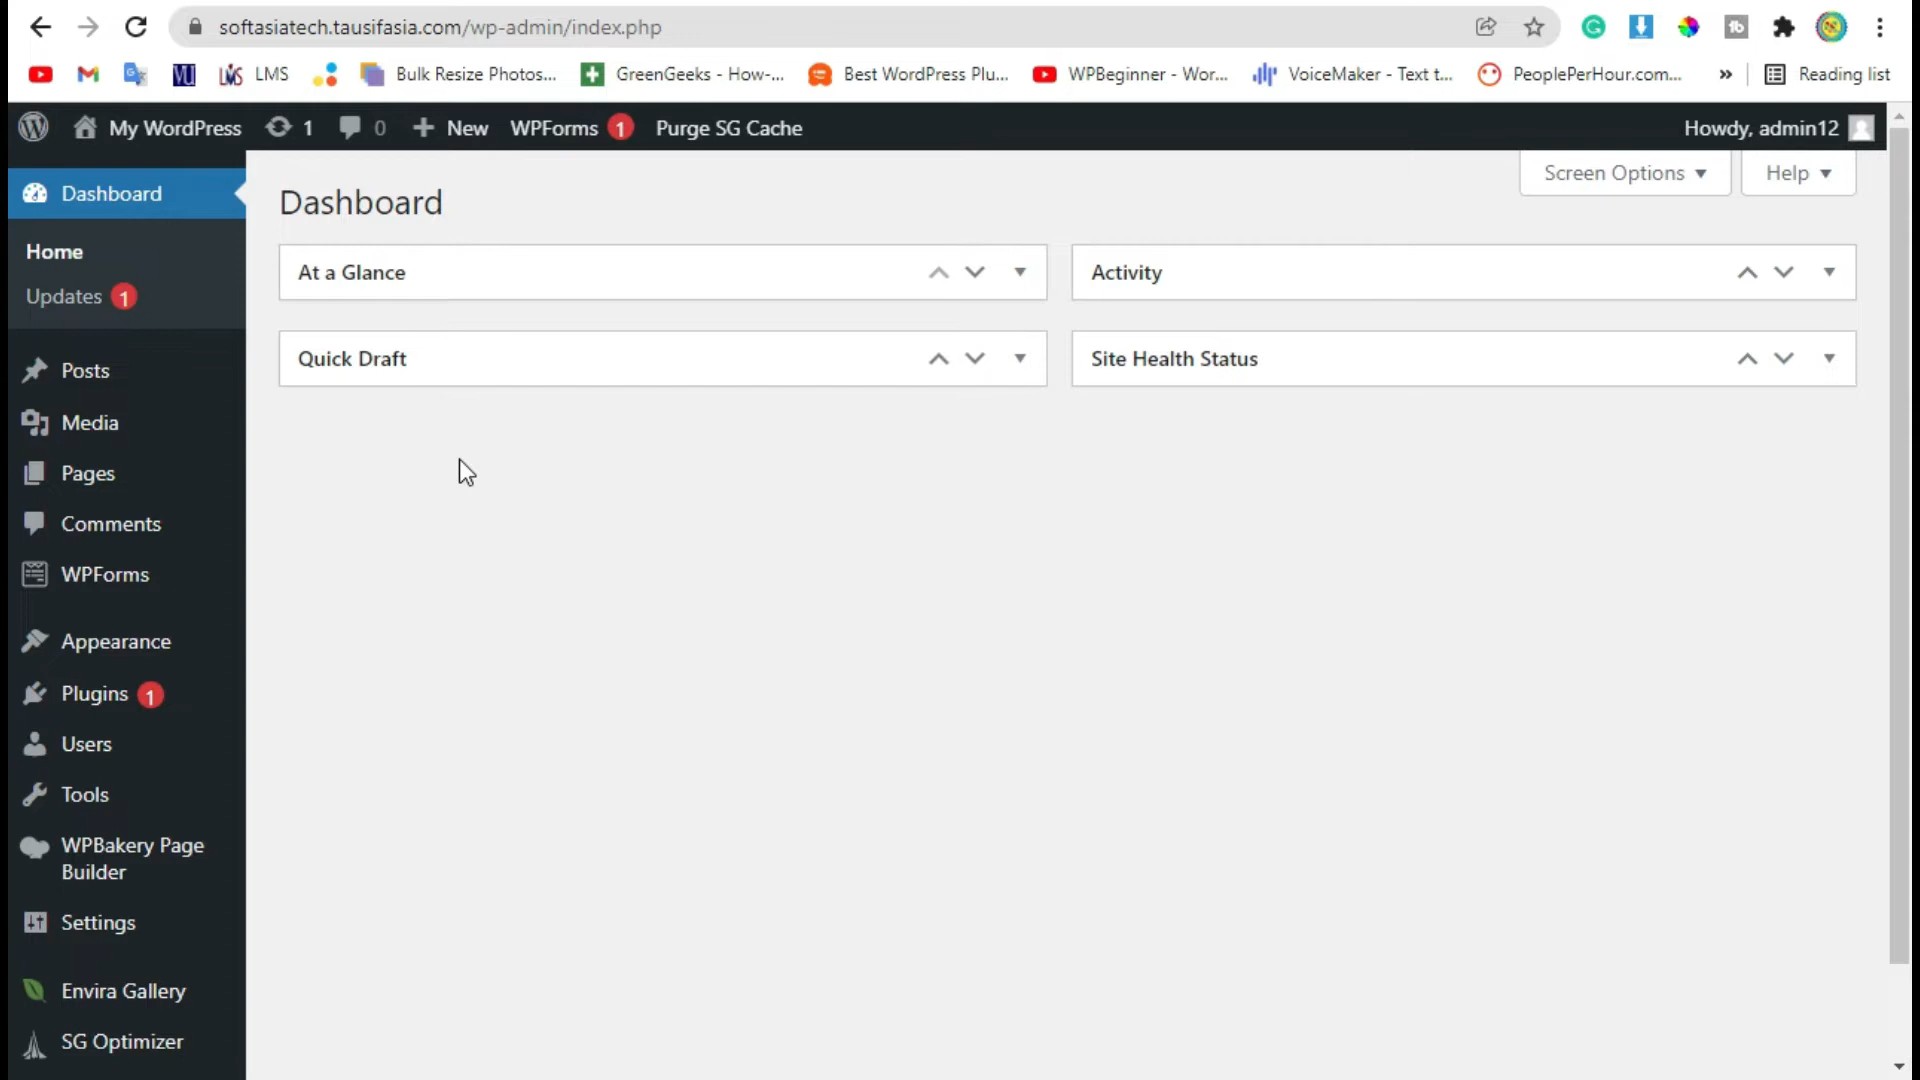 softasiatech.tausifasia.com/wp-admin/index.php
LMS
Bulk Resize Photos...
GreenGeeks - How-...
Best WordPress Plu...
WPBeginner - Wor...
VoiceMaker - Text t...
PeoplePerHour.com...
»
Reading list
My WordPress 1 0 + New WPForms 1 Purge SG Cache Howdy, admin12
Screen Options ▼ Help ▼
Dashboard
Home
Updates 1
Posts
Media
Pages
Comments
WPForms
Appearance
Plugins 1
Users
Tools
WPBakery Page
Builder
Settings
Envira Gallery
SG Optimizer
Dashboard
At a Glance
Activity
Quick Draft
Site Health Status